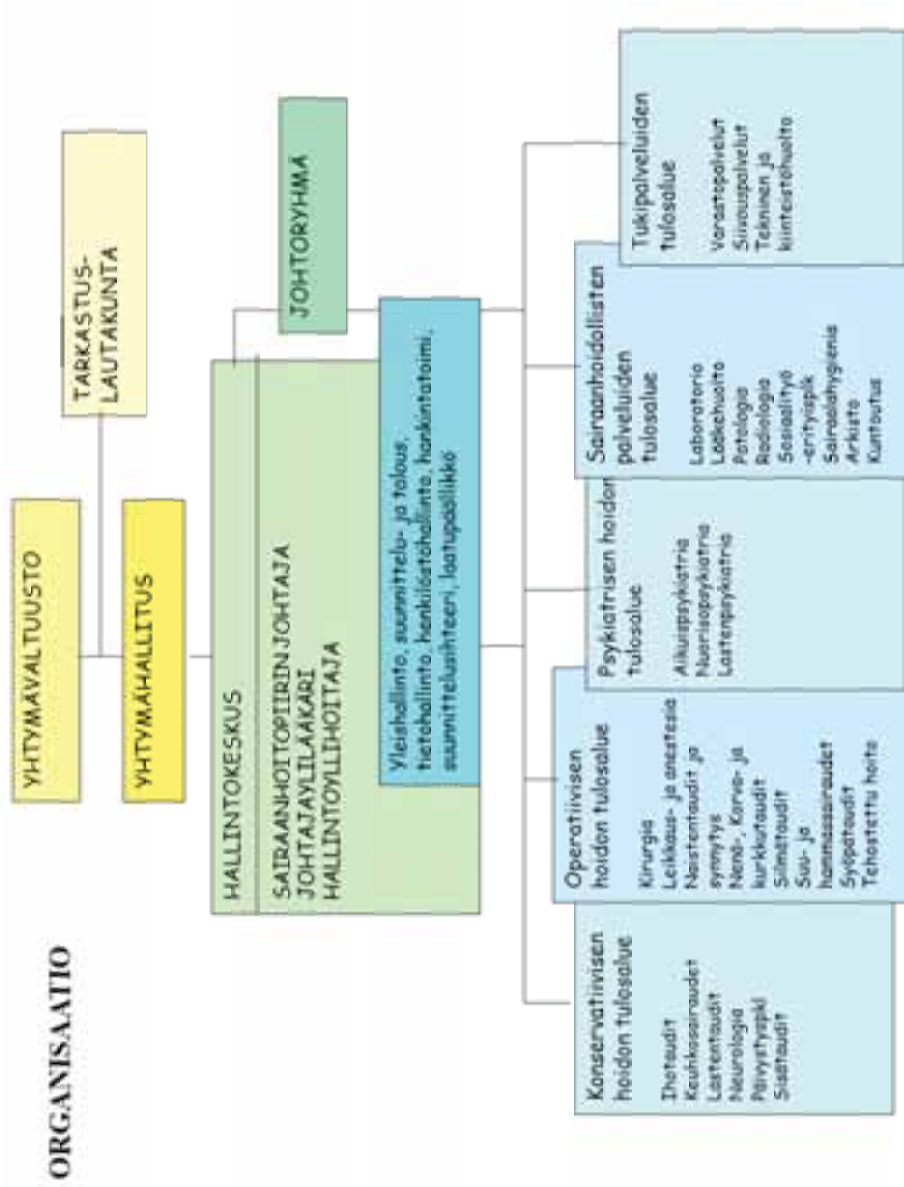 ORGANISAATIO
YHTYMÄVALTUUSTO
TARKASTUS-
LAUTAKUNTA
YHTYMÄHALLITUS
HALLINTOKESKUS
SAIRAANHOITOPIIRIN JOHTAJA
JOHTAJAYLILÄÄKÄRI
HALLINTOYLIHOITAJA
JOHTORYHMÄ
Yleishallinto, suunnittelu- ja talous,
tietohallinto, henkilöstöhallinto, hankintatoimi,
suunnittelusihteeri, laatupäällikkö
Konservatiivisen
hoidon tulosalue
Ihotaudit
Keuhkosairaudet
Lastentaudit
Neurologia
Päivystyspkl
Sisätaudit
Operatiivisen
hoidon tulosalue
Kirurgia
Leikkaus- ja anestesia
Naistentaudit ja
synnytys
Nenä-, Korva- ja
kurkkutaudit
Silmätaudit
Suu- ja
hammassairaudet
Syöpätaudit
Tehostettu hoito
Psykiatrisen hoidon
tulosalue
Aikuispsykiatria
Nuorisopsykiatria
Lastenpsykiatria
Sairaanhoidollisten
palveluiden
tulosalue
Laboratorio
Lääkehuolto
Patologia
Radiologia
Sosiaalityö
-erityispik
Sairaalahygienia
Arkisto
Kuntoutus
Tukipalveluiden
tulosalue
Varastopalvelut
Siivouspalvelut
Tekninen ja
kiinteistöhuolto